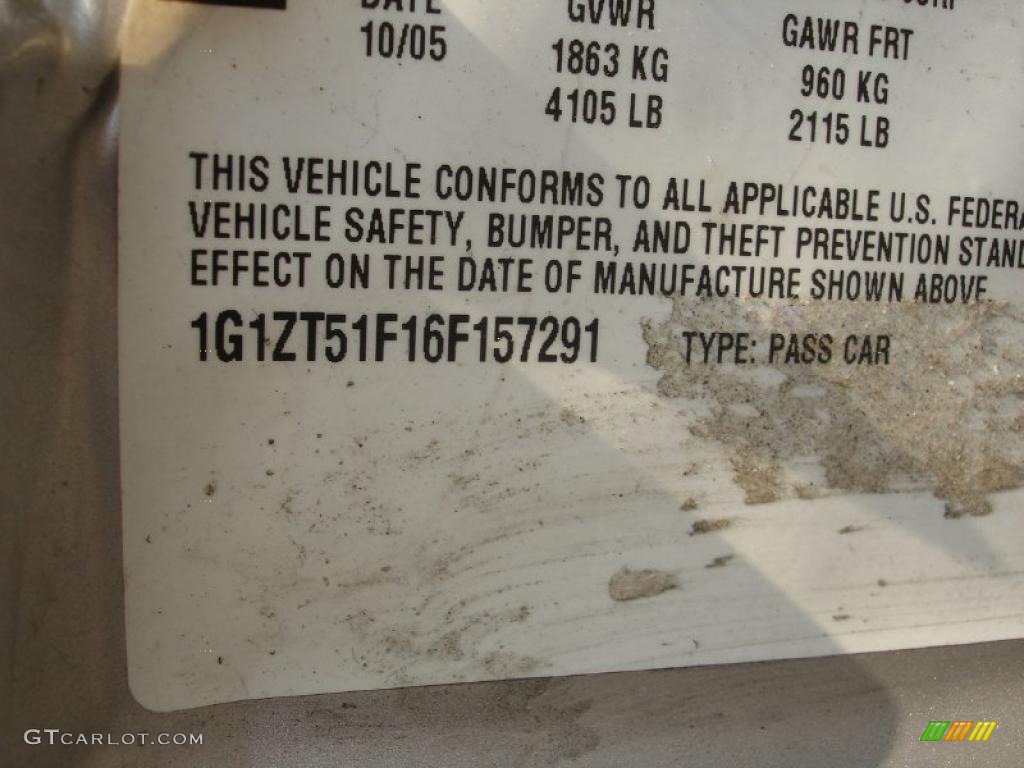 DATE GVWR
GAWR FRT
10/05 1863 KG 960 KG
4105 LB 2115 LB
THIS VEHICLE CONFORMS TO ALL APPLICABLE U.S. FEDERA
VEHICLE SAFETY, BUMPER, AND THEFT PREVENTION STAND
EFFECT ON THE DATE OF MANUFACTURE SHOWN ABOVE.
1G1ZT51F16F157291 TYPE: PASS CAR
GTCARLOT.COM